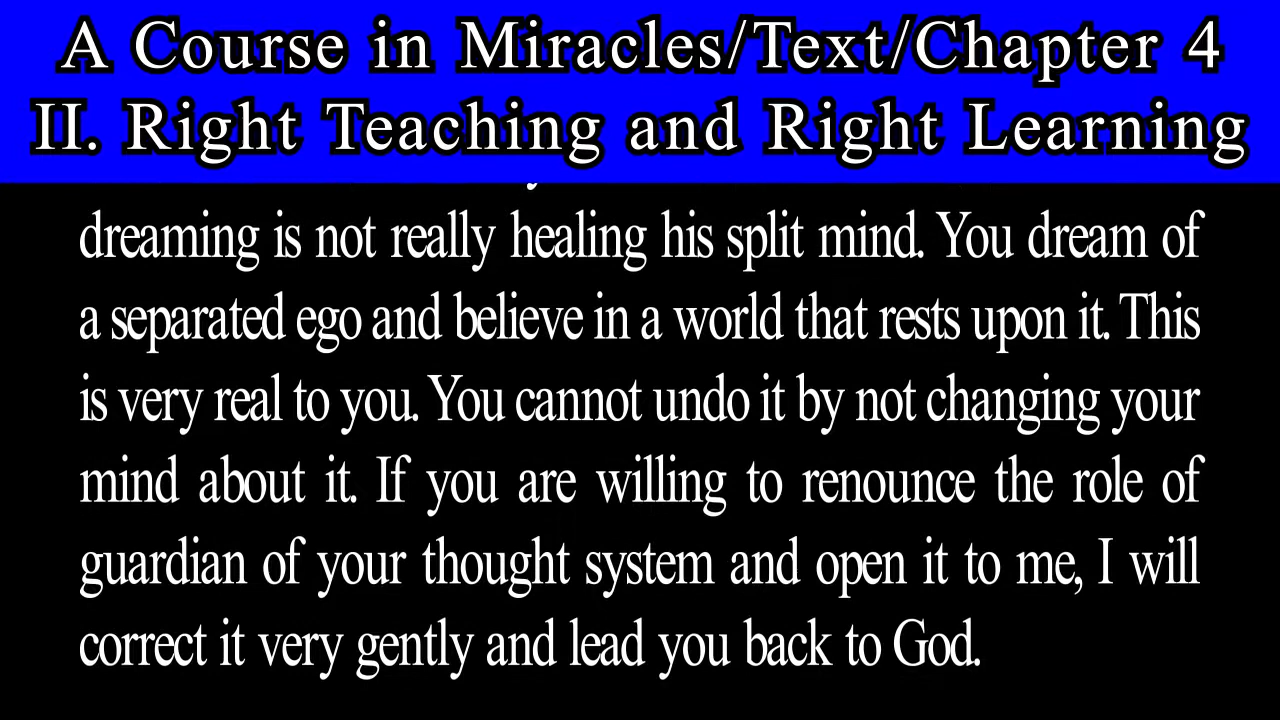 A Course in Miracles/Text/Chapter 4
II. Right Teaching and Right Learning
dreaming is not really healing his split mind. You dream of
a separated ego and believe in a world that rests upon it. This
is very real to you. You cannot undo it by not changing your
mind about it. If you are willing to renounce the role of
guardian of your thought system and open it to me, I will
correct it very gently and lead you back to God.